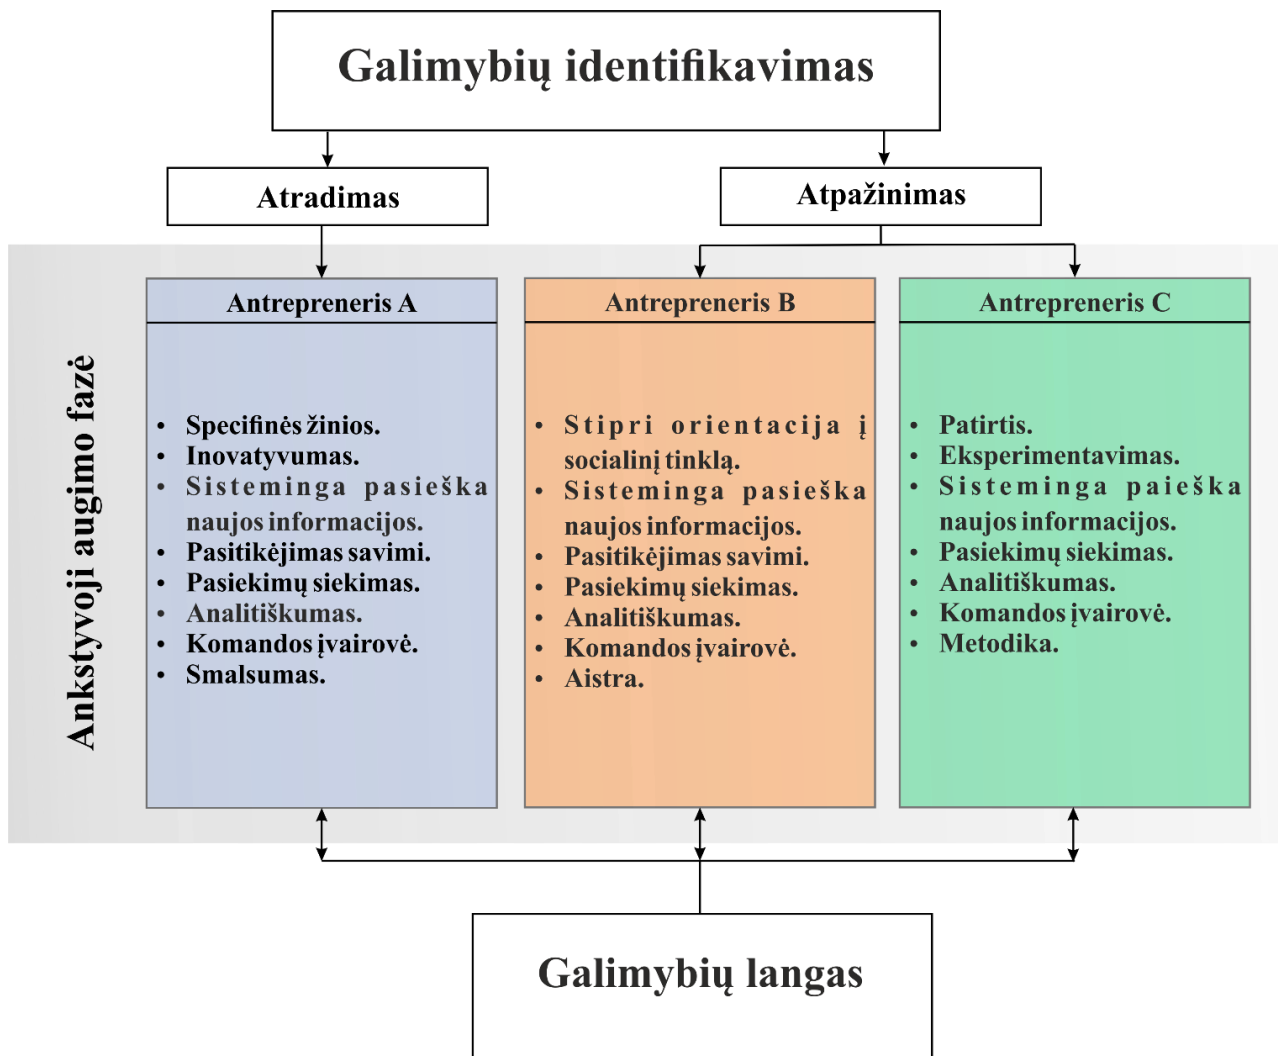 Galimybių identifikavimas
Atradimas
Atpažinimas
Ankstyvoji augimo fazė
Antrepreneris A
• Specifinės žinios.
• Inovatyvumas.
• Sisteminga pasieška
naujos informacijos.
• Pasitikėjimas savimi.
• Pasiekimų siekimas.
• Analitiškumas.
• Komandos įvairovė.
• Smalsumas.
Antrepreneris B
• Stipri orientacija į
socialinį tinklą.
• Sisteminga pasieška
naujos informacijos.
• Pasitikėjimas savimi.
• Pasiekimų siekimas.
• Analitiškumas.
• Komandos įvairovė.
• Aistra.
Antrepreneris C
• Patirtis.
• Eksperimentavimas.
• Sisteminga paieška
naujos informacijos.
• Pasiekimų siekimas.
• Analitiškumas.
• Komandos įvairovė.
• Metodika.
Galimybių langas